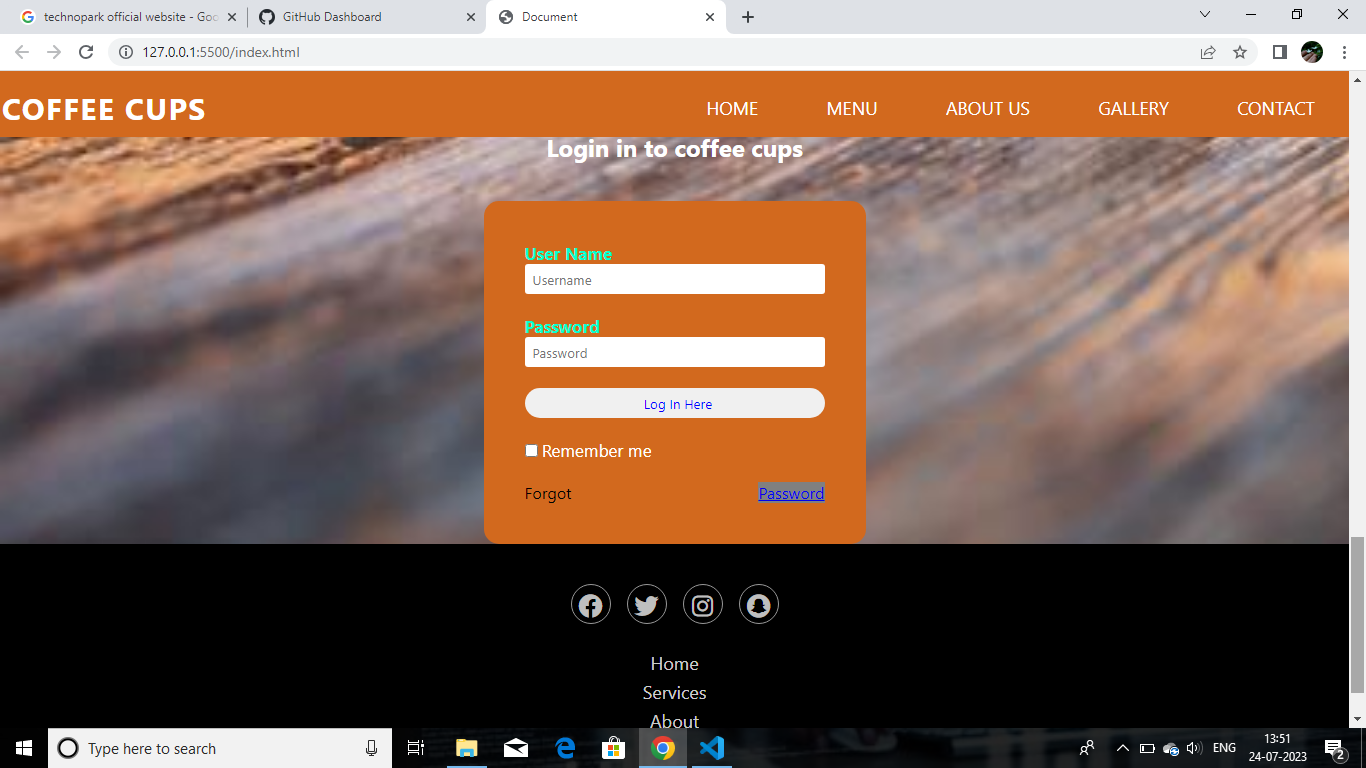 technopark official website - Goo
GitHub Dashboard
Document
127.0.0.1:5500/index.html
COFFEE CUPS
HOME
MENU
ABOUT US
GALLERY
CONTACT
Login in to coffee cups
User Name
Username
Password
Password
Log In Here
Remember me
Forgot
Password
Home
Services
About
Type here to search
ENG
13:51
24-07-2023
2